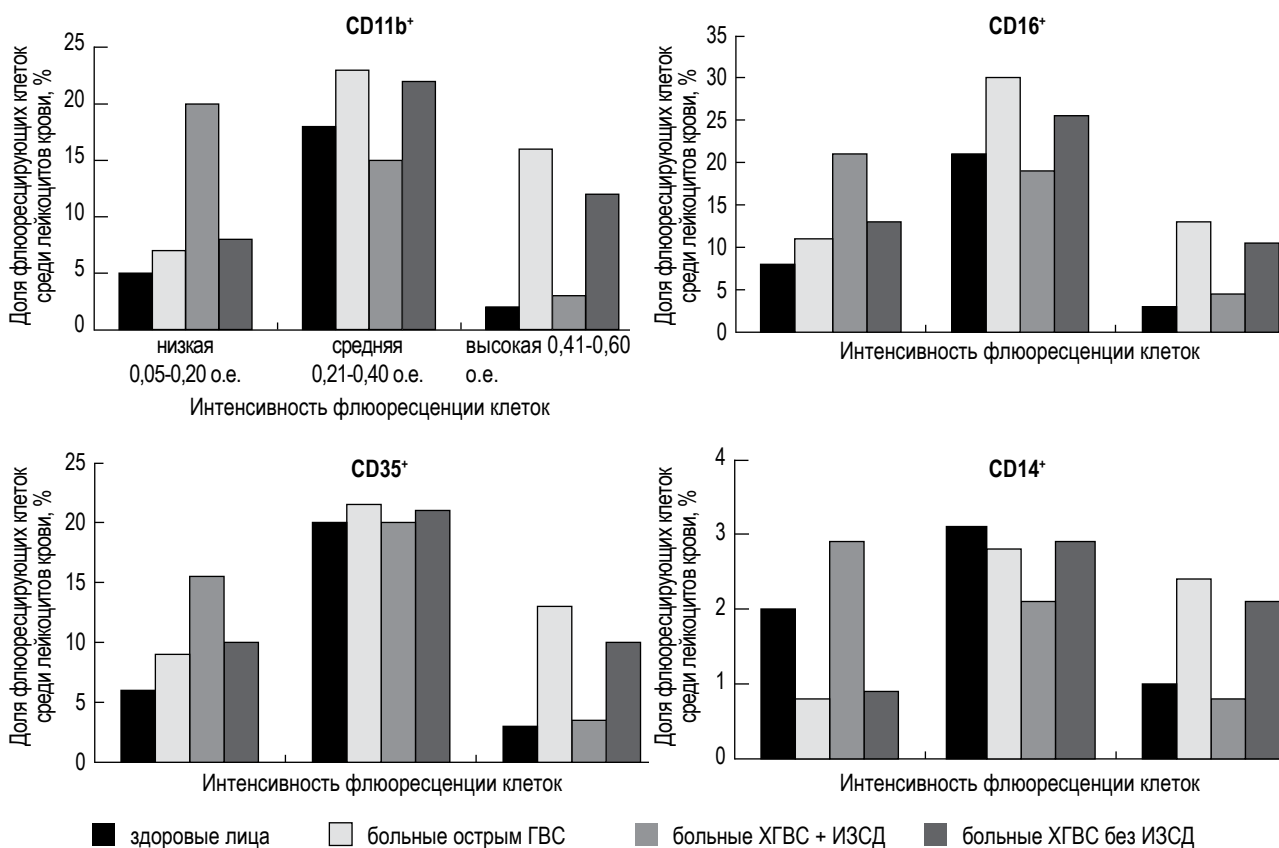 CD11b⁺
Доля флюоресцирующих клеток
среди лейкоцитов крови, %
25
20
15
10
5
0
низкая
0,05-0,20 о.е.
средняя
0,21-0,40 о.е.
высокая 0,41-0,60
о.е.
Интенсивность флюоресценции клеток
CD16⁺
Доля флюоресцирующих клеток
среди лейкоцитов крови, %
35
30
25
20
15
10
5
0
Интенсивность флюоресценции клеток
CD35⁺
Доля флюоресцирующих клеток
среди лейкоцитов крови, %
25
20
15
10
5
0
Интенсивность флюоресценции клеток
CD14⁺
Доля флюоресцирующих клеток
среди лейкоцитов крови, %
4
3
2
1
0
Интенсивность флюоресценции клеток
здоровые лица
больные острым ГВС
больные ХГВС + ИЗСД
больные ХГВС без ИЗСД